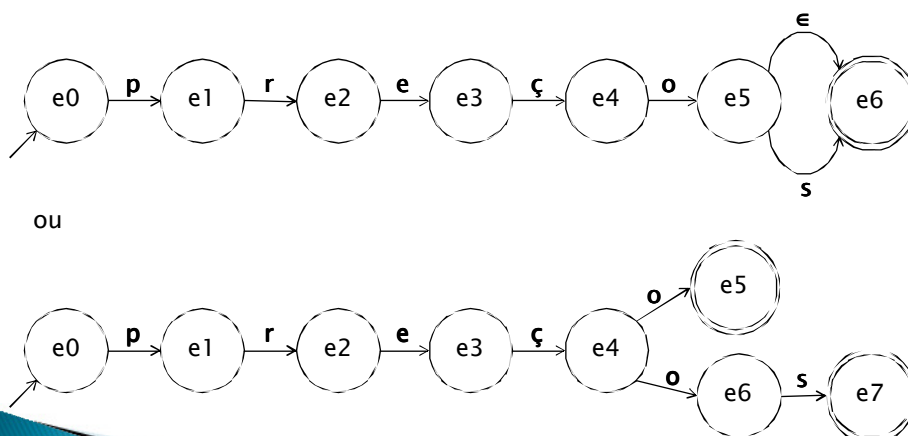 ϵ
e0 p e1 r e2 e e3 ç e4 o e5 e6
s
ou
e5
o
e0 p e1 r e2 e e3 ç e4
o e6 s e7